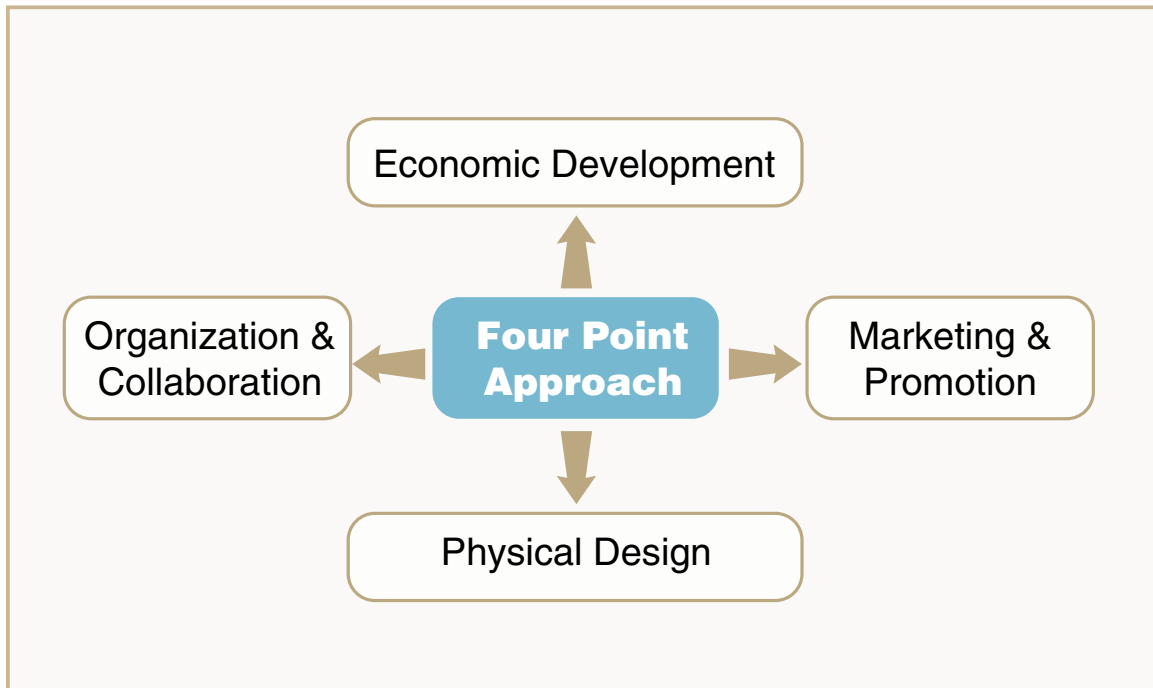 Economic Development
Organization &
Collaboration
Four Point
Approach
Marketing &
Promotion
Physical Design